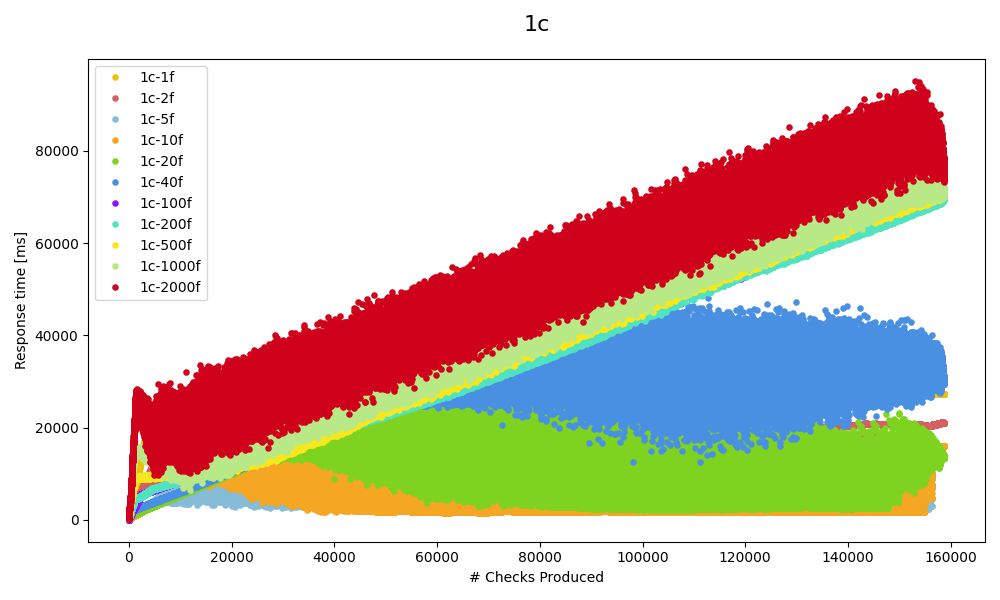 1c
1c-1f
1c-2f
1c-5f
1c-10f
1c-20f
1c-40f
1c-100f
1c-200f
1c-500f
1c-1000f
1c-2000f
Response time [ms]
80000
60000
40000
20000
0
0 20000 40000 60000 80000 100000 120000 140000 160000
# Checks Produced